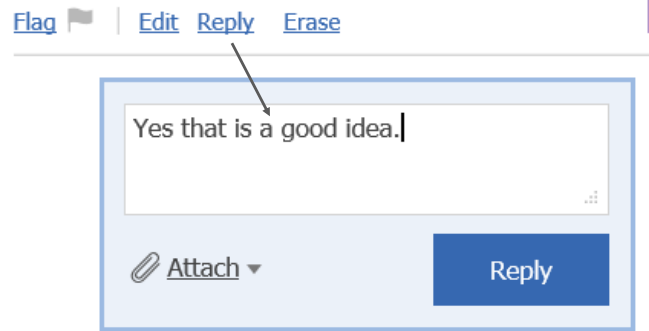 Flag Edit Reply Erase
Yes that is a good idea.
Attach Reply